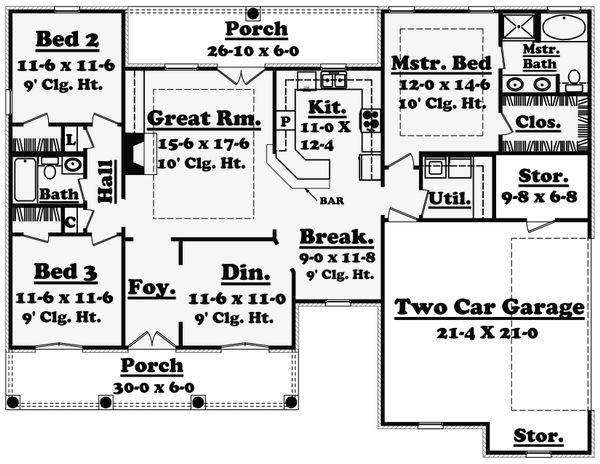 Porch
26-10 x 6-0
Bed 2
11-6 x 11-6
9' Clg. Ht.
Mstr. Bed
12-0 x 14-6
10' Clg. Ht.
Mstr.
Bath
Great Rm.
15-6 x 17-6
10' Clg. Ht.
Kit.
11-0 X
12-4
P
Clos.
L
Hall
Bath
C
BAR
Util.
Stor.
9-8 x 6-8
Break.
9-0 x 11-8
9' Clg. Ht.
Bed 3
11-6 x 11-6
9' Clg. Ht.
Foy.
Din.
11-6 x 11-0
9' Clg. Ht.
Two Car Garage
21-4 X 21-0
Porch
30-0 x 6-0
Stor.